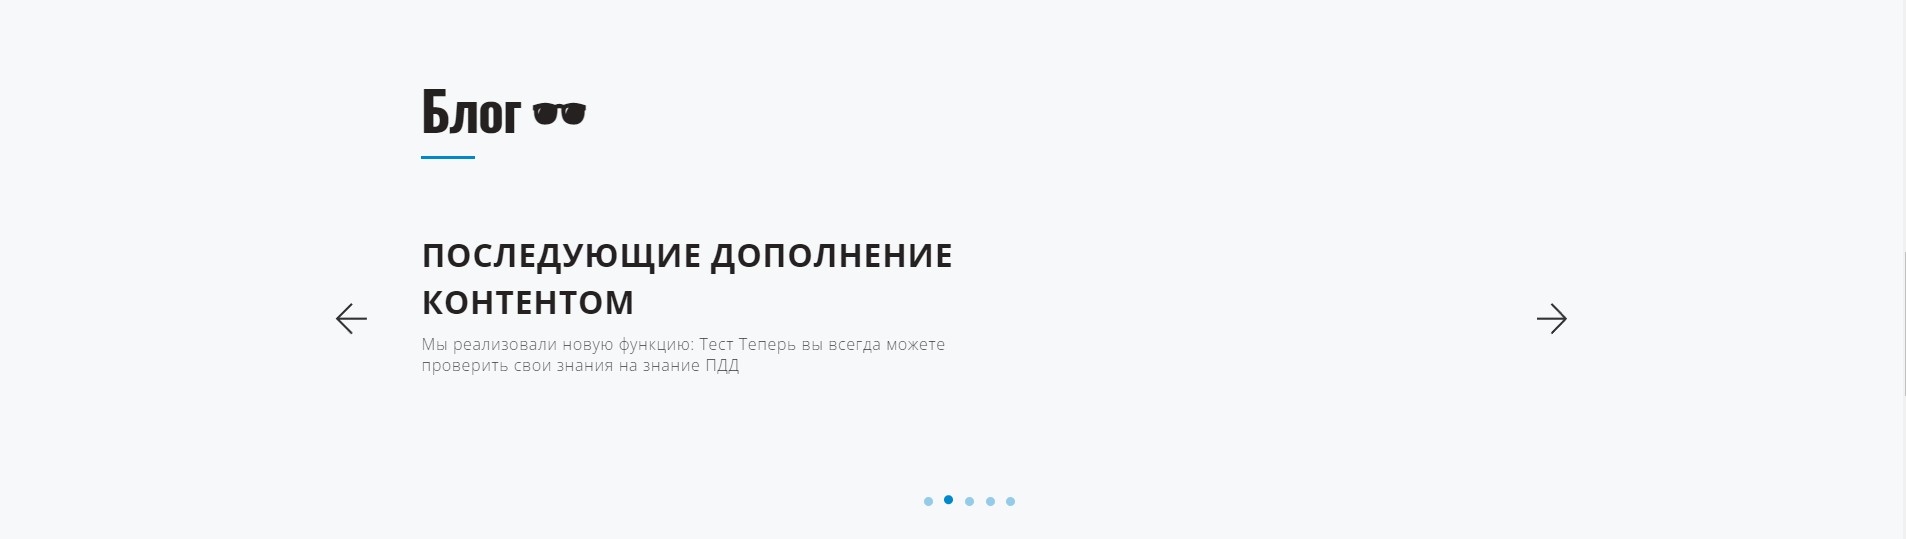 Блог 🕶
ПОСЛЕДУЮЩИЕ ДОПОЛНЕНИЕ
КОНТЕНТОМ
Мы реализовали новую функцию: Тест Теперь вы всегда можете
проверить свои знания на знание ПДД